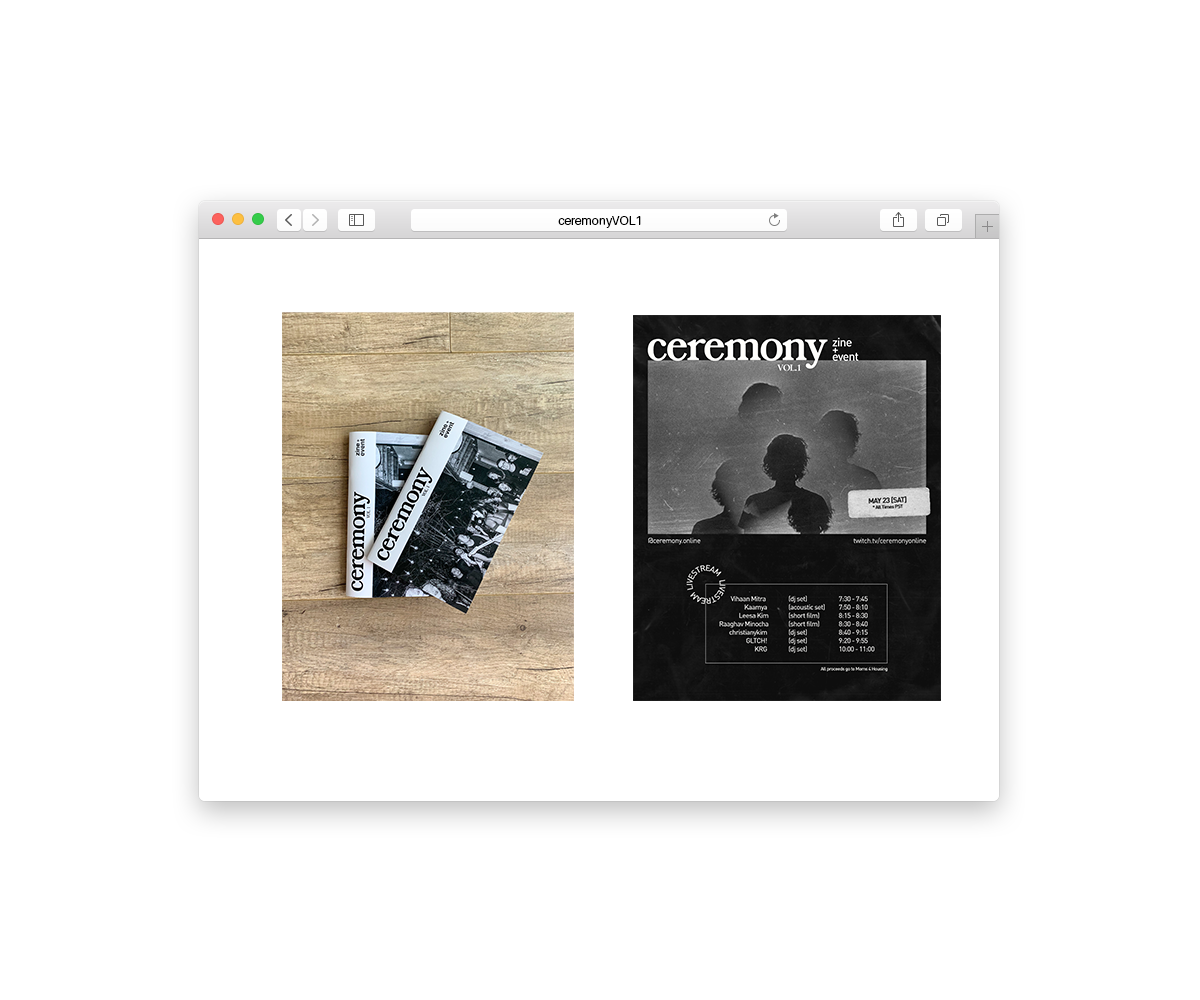 ceremonyVOL1
ceremony
VOL. 1
zine +
event
ceremony
VOL. 1
zine +
event
ceremony
zine
+
event
VOL.1
MAY 23 [SAT]
* All Times PST
@ceremony.online
twitch.tv/ceremonyonline
LIVESTREAM LIVESTREAM
Vihaan Mitra [dj set] 7:30 - 7:45
Kaamya [acoustic set] 7:50 - 8:10
Leesa Kim [short film] 8:15 - 8:30
Raaghav Minocha [short film] 8:30 - 8:40
christianykim [dj set] 8:40 - 9:15
GLTCH! [dj set] 9:20 - 9:55
KRG [dj set] 10:00 - 11:00
All proceeds go to Moms 4 Housing